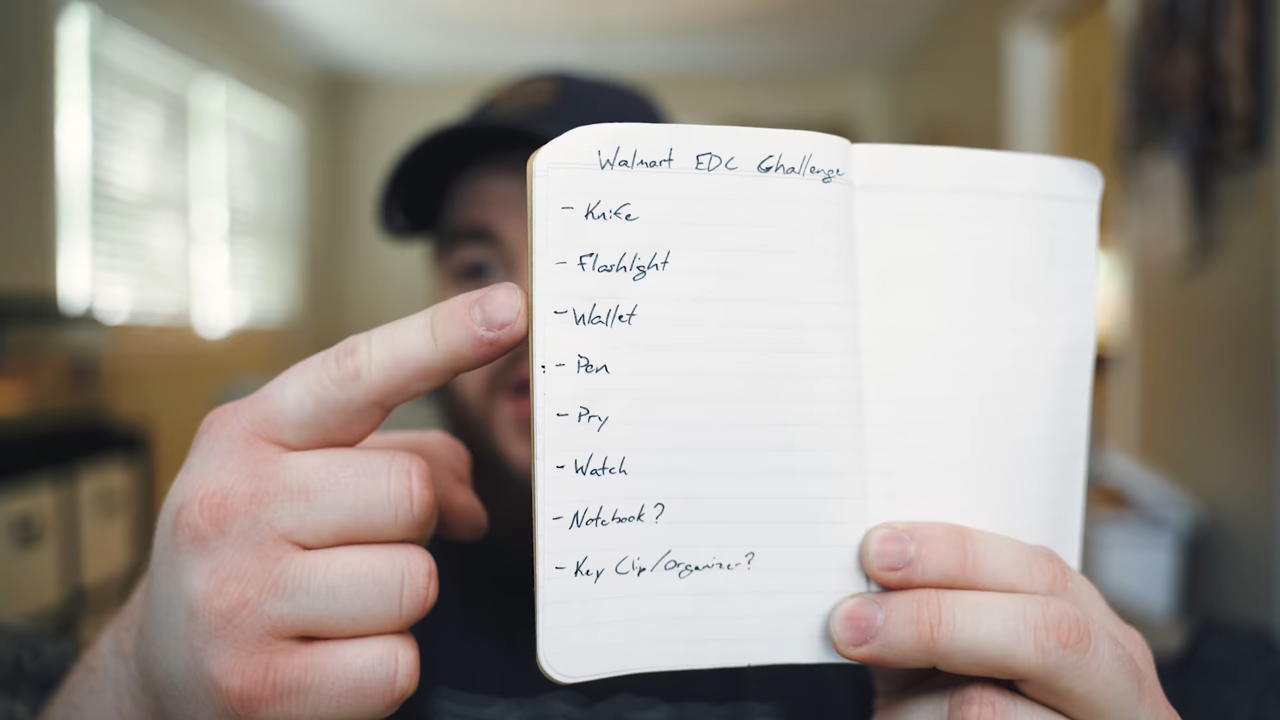 Walmart EDC Challenge
- Knife
- Flashlight
- Wallet
- Pen
- Pry
- Watch
- Notebook?
- Key Clip/Organizer?